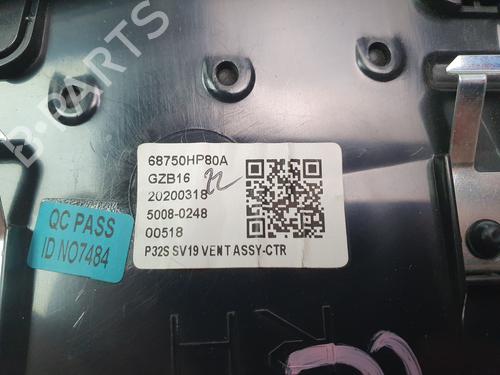 68750HP80A
GZB16
20200318
5008-0248
00518
P32S SV19 VENT ASSY-CTR
QC PASS
ID NO7484
B-PARTS